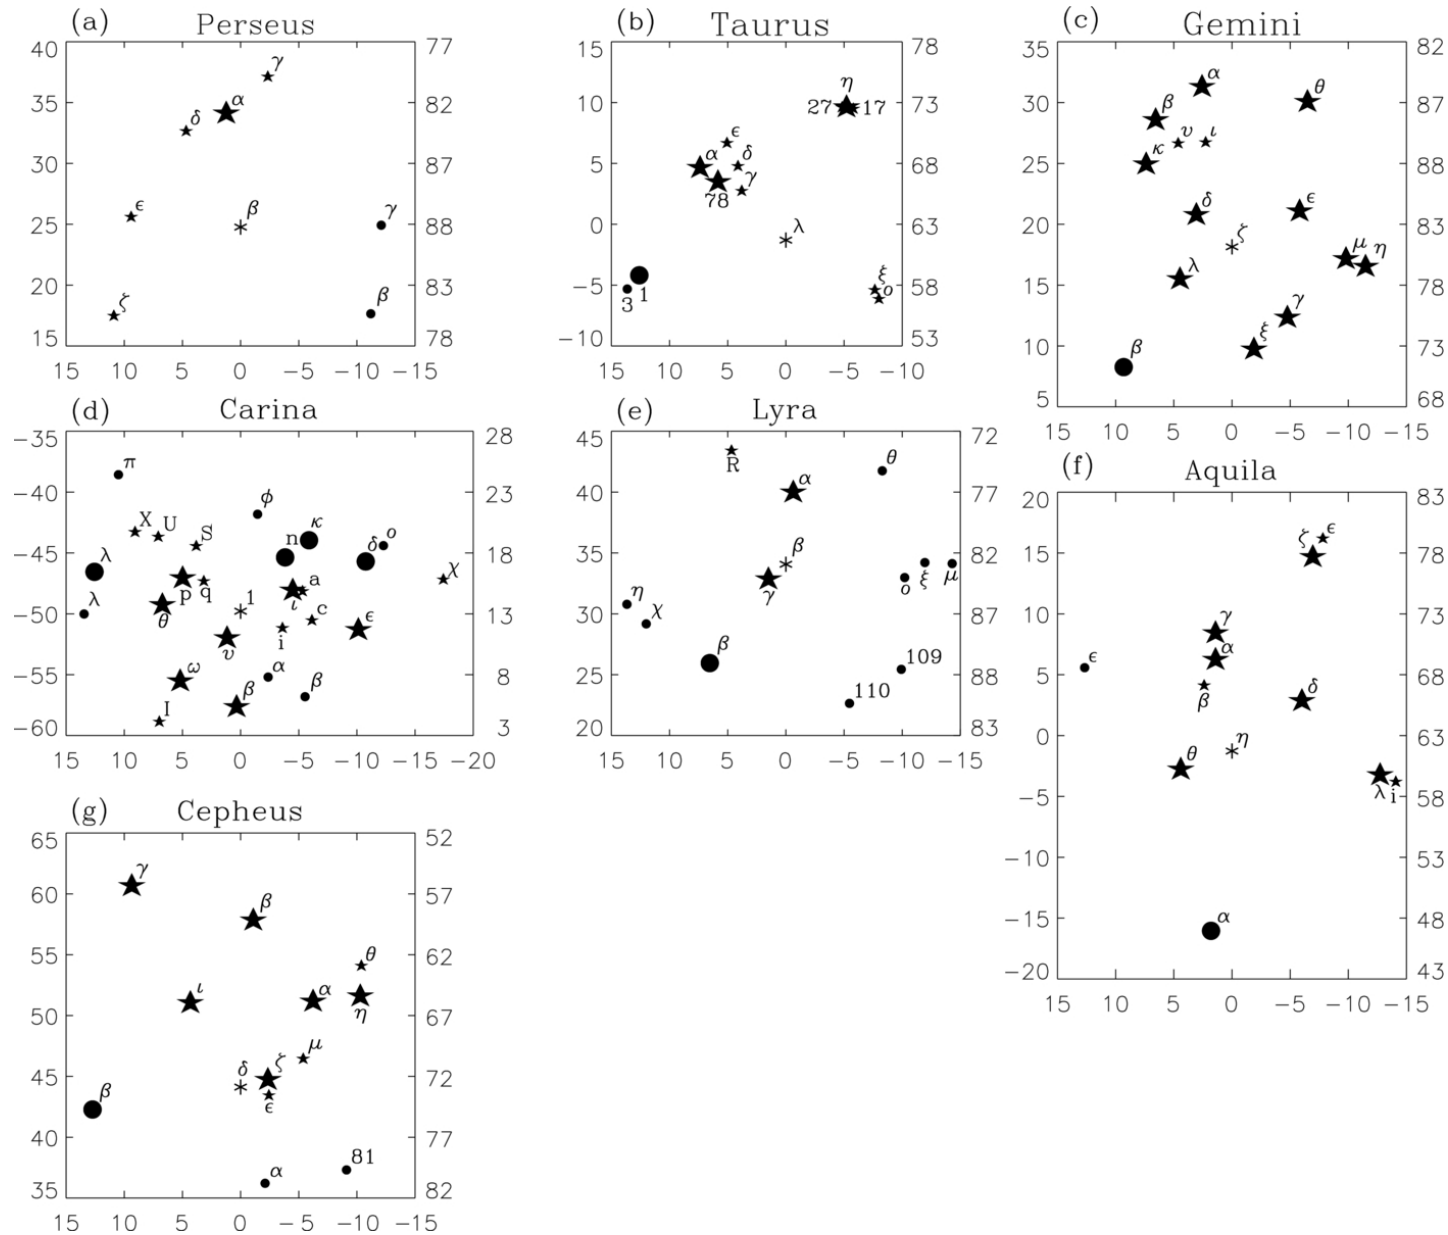 (a) Perseus
40 77
γ
α
35 82
δ
30 87
ϵ β γ
25 88
20 83
ζ β
15 78
15 10 5 0 −5 −10 −15
(b) Taurus
15 78
η
10 27 17 73
ϵ
α δ
5 68
γ
78
0 λ 63
ξ
−5 ο 58
3 1
−10 53
15 10 5 0 −5 −10
(c) Gemini
35 82
α θ
30 β 87
υ ι
25 κ 88
δ ϵ
20 83
ζ μ η
15 λ 78
γ
10 β ξ 73
5 68
15 10 5 0 −5 −10 −15
(d) Carina
−35 28
π
−40 23
ϕ
X U S n κ δ ο
−45 18
λ χ
p q a
−50 λ θ 1 ι c ϵ 13
υ i
−55 ω α β 8
I β
−60 3
15 10 5 0 −5 −10 −15 −20
(e) Lyra
45 72
R θ
40 α 77
35 β 82
γ ο ξ μ
30 η χ 87
β
25 109 88
110
20 83
15 10 5 0 −5 −10 −15
(f) Aquila
20 83
ζ ϵ
15 78
10 73
γ
α
5 ϵ 68
β δ
0 η 63
θ
λ i
−5 58
−10 53
−15 α 48
−20 43
15 10 5 0 −5 −10 −15
(g) Cepheus
65 52
γ
60 57
β
55 θ 62
ι α
50 η 67
μ
45 δ ζ 72
β ϵ
40 77
α 81
35 82
15 10 5 0 −5 −10 −15